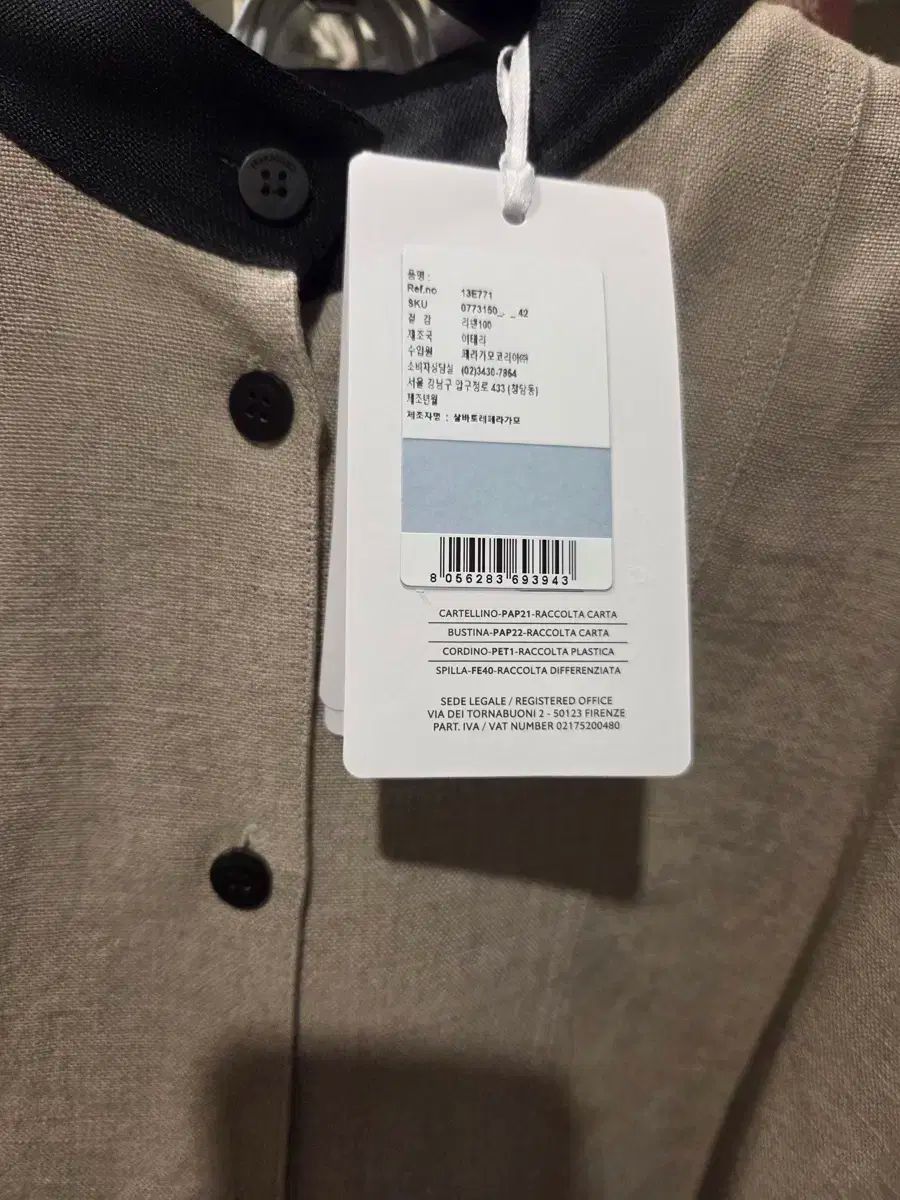 품명 :
Ref.no 13E771
SKU 0773150_. _ 42
겉 감 리넨100
제조국 이태리
수입원 페라가모코리아㈜
소비자상담실 (02)3430-7854
서울 강남구 압구정로 433 (청담동)
제조년월
제조자명 : 살바토레페라가모
8 056283 693943
CARTELLINO-PAP21-RACCOLTA CARTA
BUSTINA-PAP22-RACCOLTA CARTA
CORDINO-PET1-RACCOLTA PLASTICA
SPILLA-FE40-RACCOLTA DIFFERENZIATA
SEDE LEGALE / REGISTERED OFFICE
VIA DEI TORNABUONI 2 - 50123 FIRENZE
PART. IVA / VAT NUMBER 02175200480